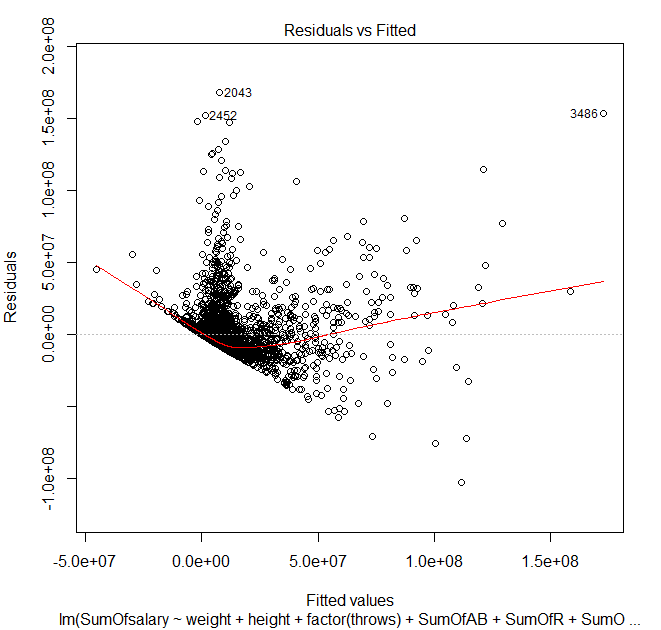 Residuals vs Fitted
2.0e+08
1.5e+08
1.0e+08
5.0e+07
0.0e+00
-1.0e+08
Residuals
2043
2452
3486
-5.0e+07 0.0e+00 5.0e+07 1.0e+08 1.5e+08
Fitted values
lm(SumOfsalary ~ weight + height + factor(throws) + SumOfAB + SumOfR + SumO ...